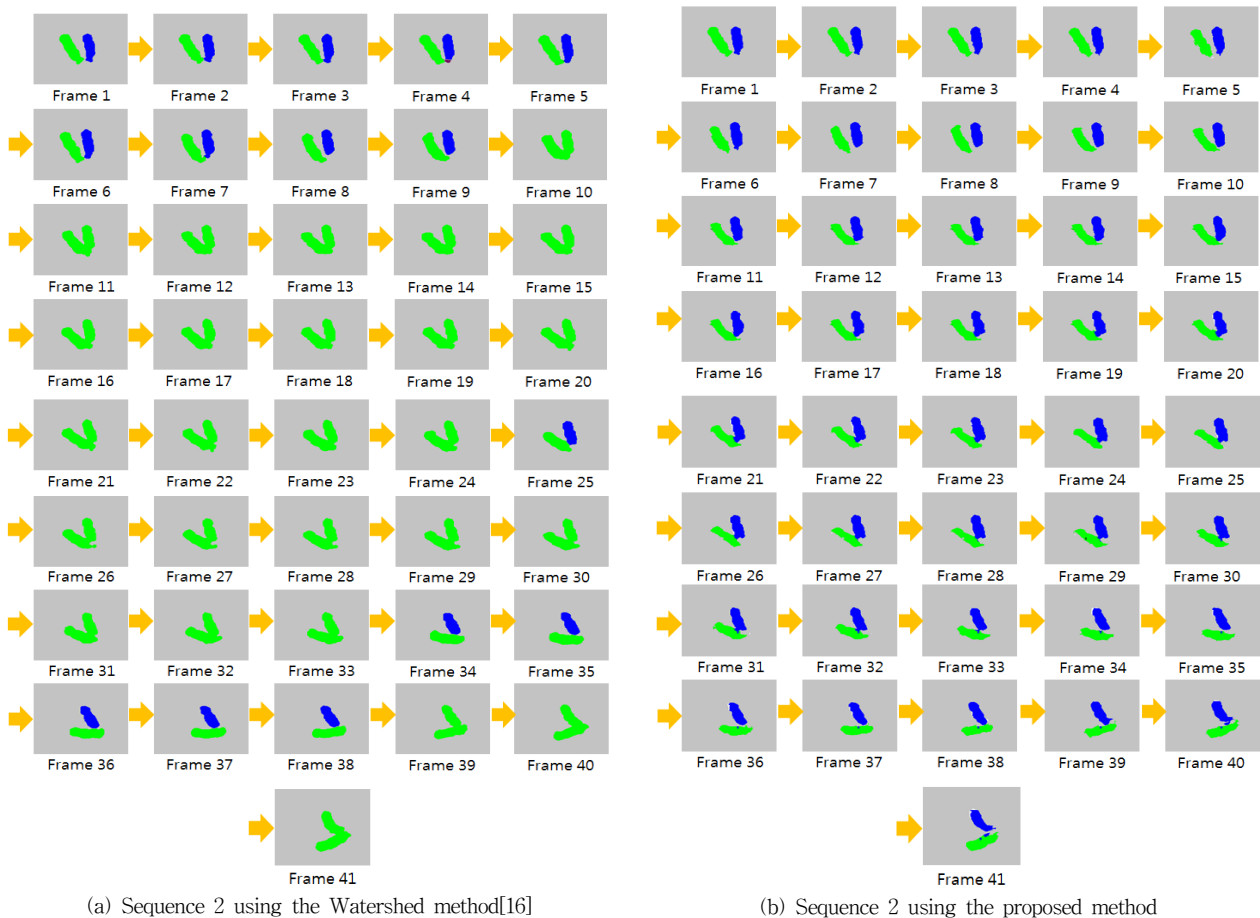 Frame 1 Frame 2 Frame 3 Frame 4 Frame 5
Frame 6 Frame 7 Frame 8 Frame 9 Frame 10
Frame 11 Frame 12 Frame 13 Frame 14 Frame 15
Frame 16 Frame 17 Frame 18 Frame 19 Frame 20
Frame 21 Frame 22 Frame 23 Frame 24 Frame 25
Frame 26 Frame 27 Frame 28 Frame 29 Frame 30
Frame 31 Frame 32 Frame 33 Frame 34 Frame 35
Frame 36 Frame 37 Frame 38 Frame 39 Frame 40
Frame 41
(a) Sequence 2 using the Watershed method[16]
Frame 1 Frame 2 Frame 3 Frame 4 Frame 5
Frame 6 Frame 7 Frame 8 Frame 9 Frame 10
Frame 11 Frame 12 Frame 13 Frame 14 Frame 15
Frame 16 Frame 17 Frame 18 Frame 19 Frame 20
Frame 21 Frame 22 Frame 23 Frame 24 Frame 25
Frame 26 Frame 27 Frame 28 Frame 29 Frame 30
Frame 31 Frame 32 Frame 33 Frame 34 Frame 35
Frame 36 Frame 37 Frame 38 Frame 39 Frame 40
Frame 41
(b) Sequence 2 using the proposed method